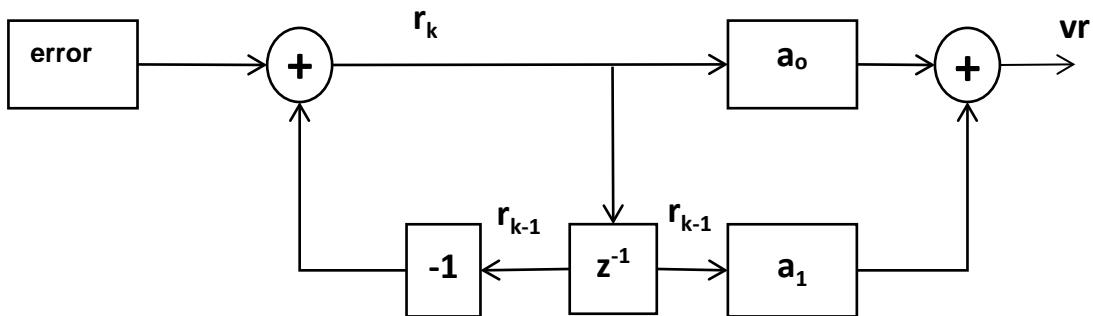 error
+
rₖ
aₒ
+
vr
-1
rₖ₋₁
z⁻¹
rₖ₋₁
a₁